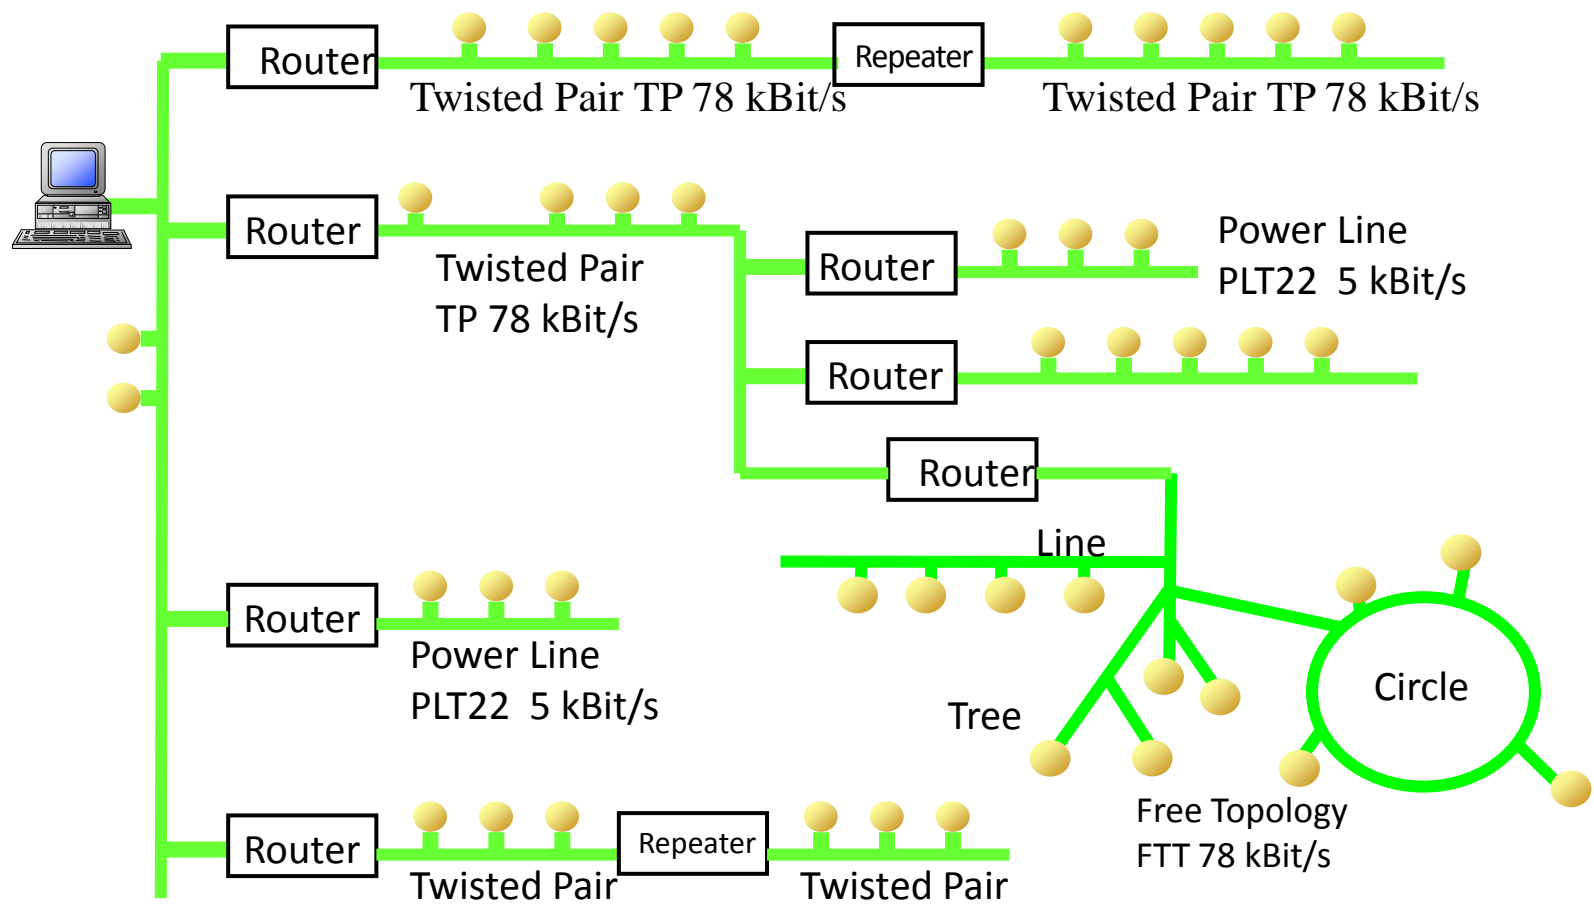 Router
Repeater
Twisted Pair TP 78 kBit/s
Twisted Pair TP 78 kBit/s
Router
Twisted Pair
TP 78 kBit/s
Router
Power Line
PLT22 5 kBit/s
Router
Router
Line
Tree
Circle
Free Topology
FTT 78 kBit/s
Router
Power Line
PLT22 5 kBit/s
Router
Repeater
Twisted Pair
Twisted Pair